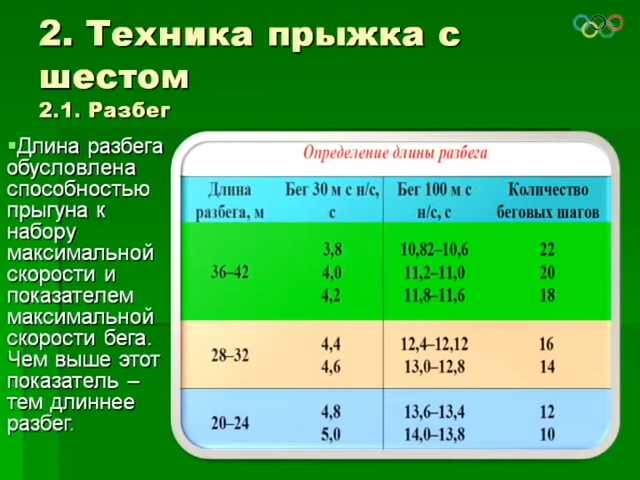 2. Техника прыжка с
шестом
2.1. Разбег
▪Длина разбега
обусловлена
способностью
прыгуна к
набору
максимальной
скорости и
показателем
максимальной
скорости бега.
Чем выше этот
показатель –
тем длиннее
разбег.
Определение длины разбега
Длина разбега, м Бег 30 м с н/с, с Бег 100 м с н/с, с Количество беговых шагов
36–42
3,8 10,82–10,6 22
4,0 11,2–11,0 20
4,2 11,8–11,6 18
28–32
4,4 12,4–12,12 16
4,6 13,0–12,8 14
20–24
4,8 13,6–13,4 12
5,0 14,0–13,8 10